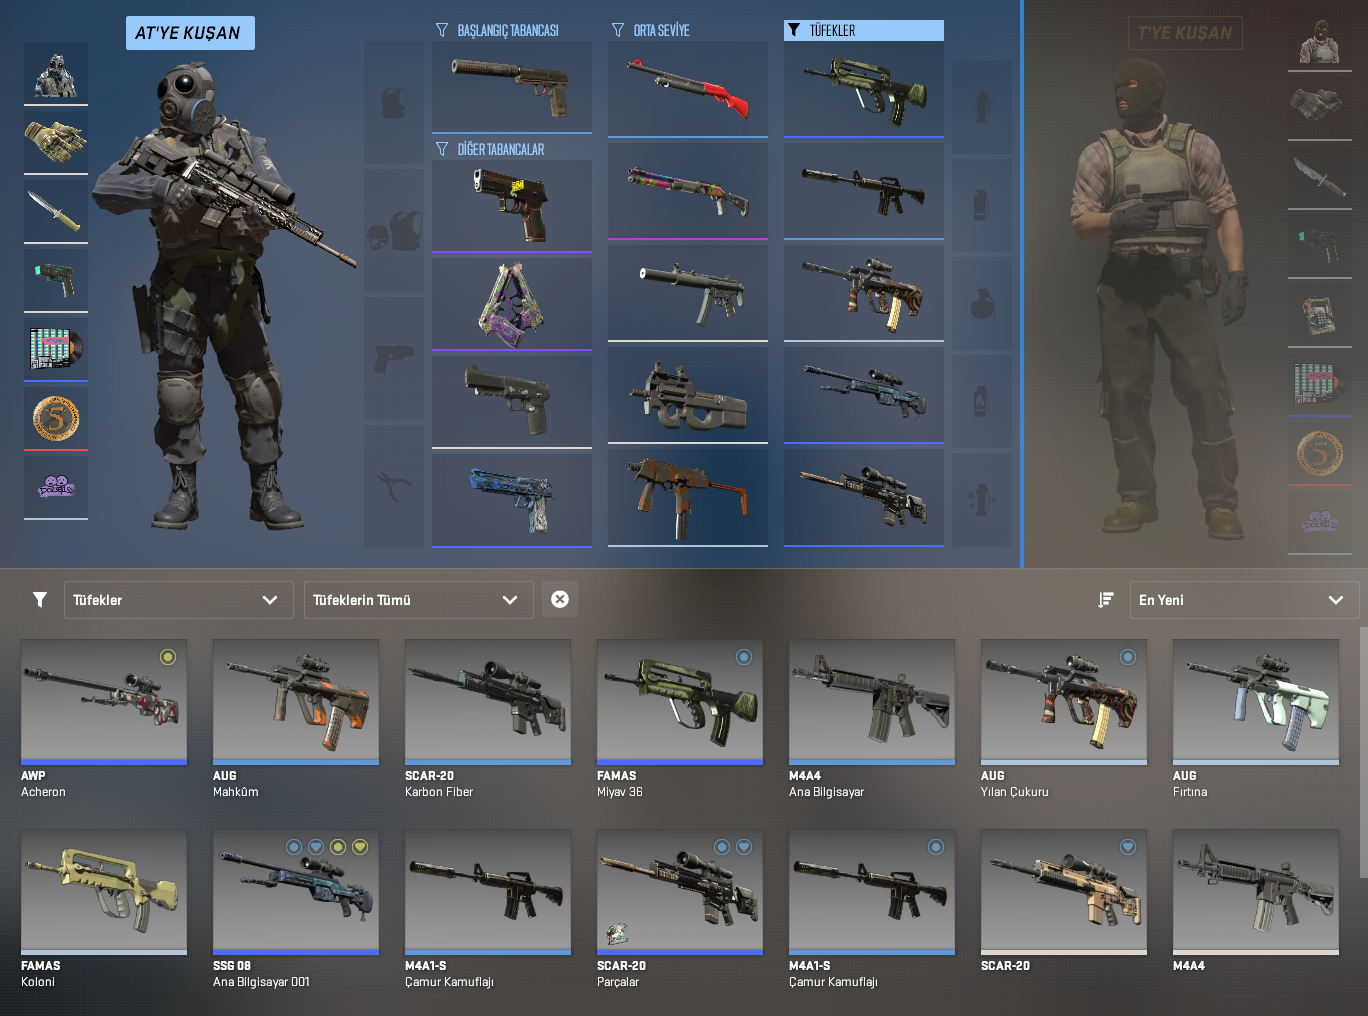 AT'YE KUŞAN
BAŞLANGIÇ TABANCASI
ORTA SEVİYE
TÜFEKLER
T'YE KUŞAN
DİĞER TABANCALAR
5
5
Tüfekler
Tüfeklerin Tümü
En Yeni
AWP
Acheron
AUG
Mahkûm
SCAR-20
Karbon Fiber
FAMAS
Miyav 36
M4A4
Ana Bilgisayar
AUG
Yılan Çukuru
AUG
Fırtına
FAMAS
Koloni
SSG 08
Ana Bilgisayar 001
M4A1-S
Çamur Kamuflajı
SCAR-20
Parçalar
M4A1-S
Çamur Kamuflajı
SCAR-20
M4A4